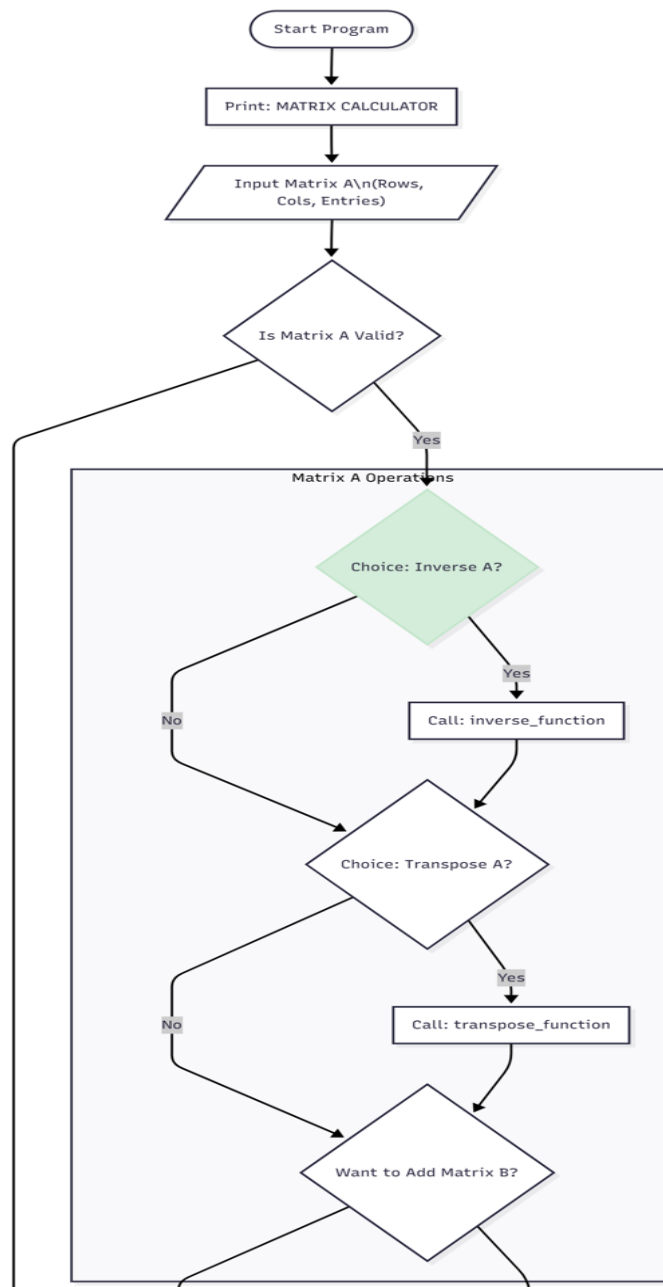 Start Program
Print: MATRIX CALCULATOR
Input Matrix A\n(Rows,
Cols, Entries)
Is Matrix A Valid?
Yes
Matrix A Operations
Choice: Inverse A?
Yes
Call: inverse_function
No
Choice: Transpose A?
Yes
Call: transpose_function
No
Want to Add Matrix B?